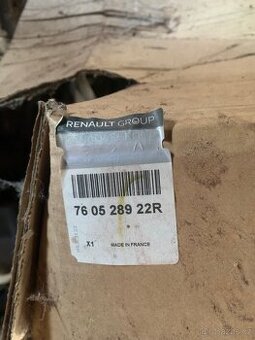 RENAULT GROUP
76 05 289 22R
X1
MADE IN FRANCE